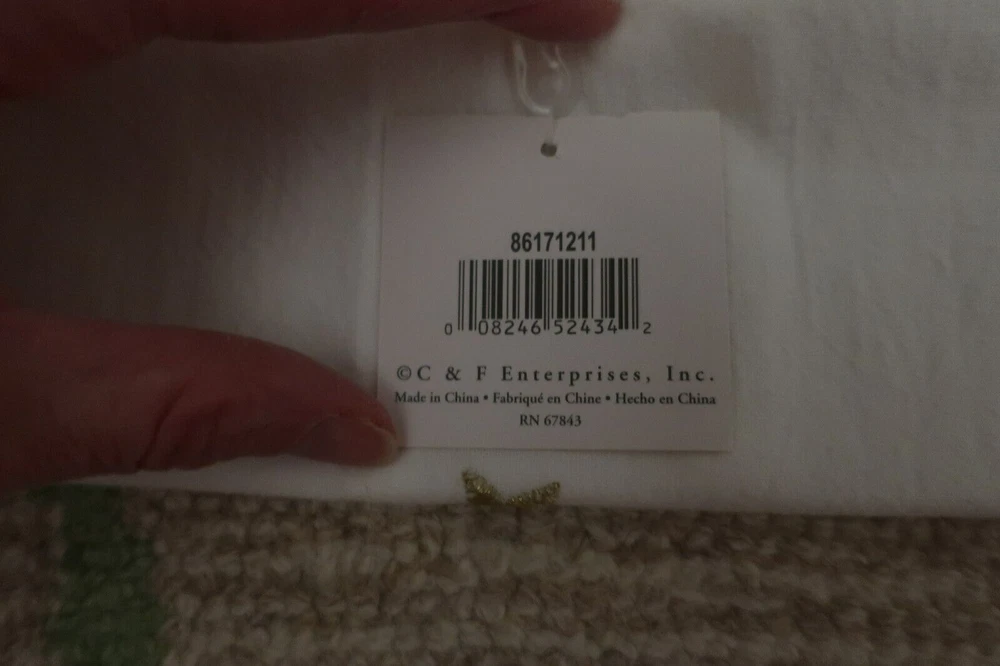 86171211
0 08246 52434 2
©C & F Enterprises, Inc.
Made in China • Fabriqué en Chine • Hecho en China
RN 67843